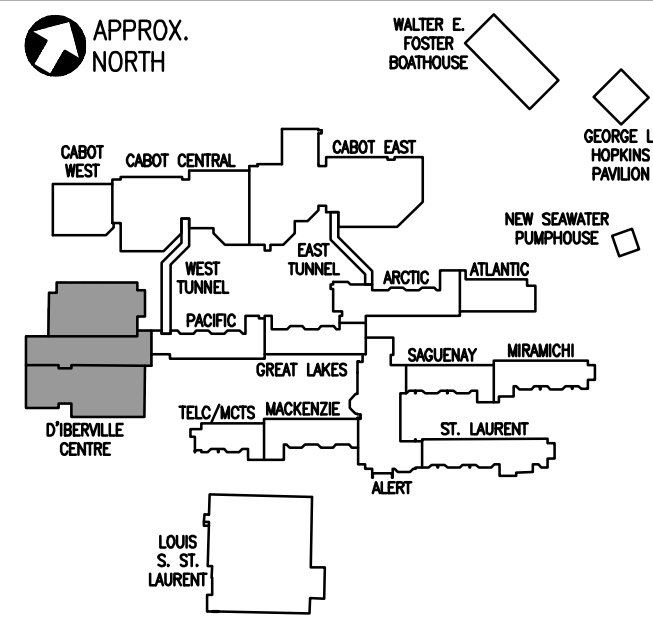 APPROX.
NORTH
WALTER E.
FOSTER
BOATHOUSE
GEORGE L
HOPKINS
PAVILION
CABOT
WEST
CABOT CENTRAL
CABOT EAST
NEW SEAWATER
PUMPHOUSE
WEST
TUNNEL
EAST
TUNNEL
ARCTIC
ATLANTIC
PACIFIC
GREAT LAKES
SAGUENAY
MIRAMICHI
TELC/MCTS
MACKENZIE
D'IBERVILLE
CENTRE
ST. LAURENT
ALERT
LOUIS
S. ST.
LAURENT